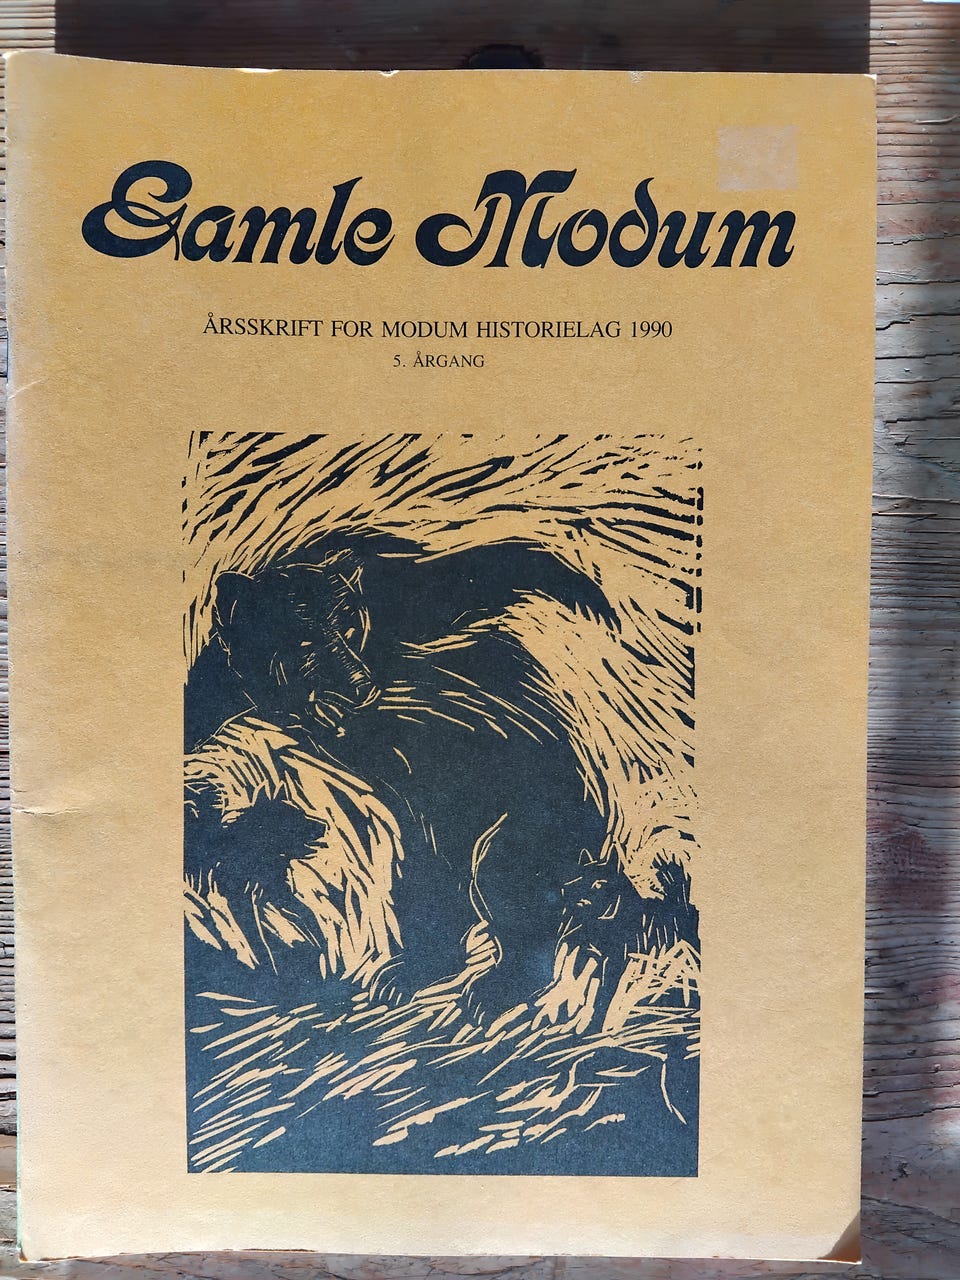 Gamle Modum
ÅRSSKRIFT FOR MODUM HISTORIELAG 1990
5. ÅRGANG